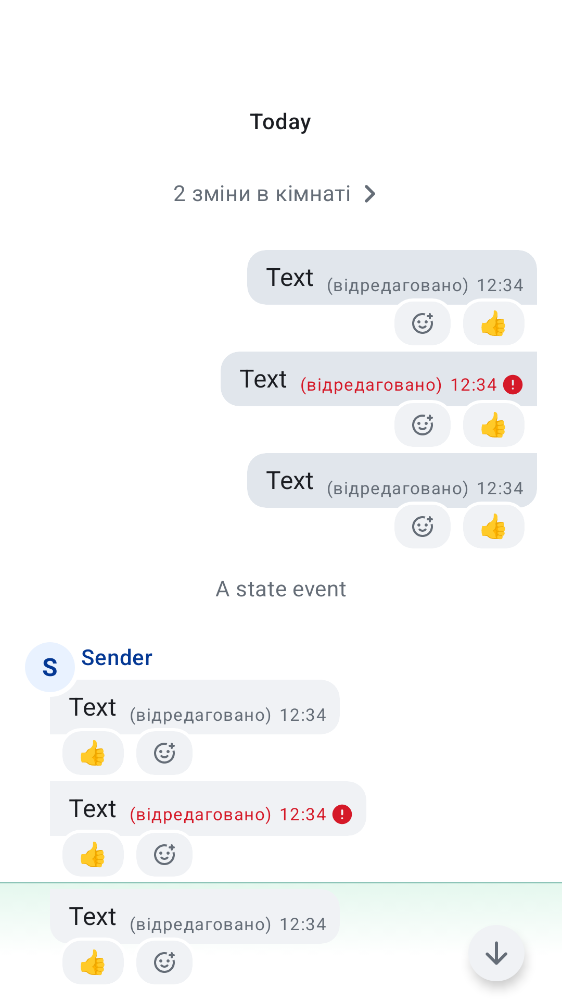 Today
2 зміни в кімнаті
Text (відредаговано) 12:34
👍
Text (відредаговано) 12:34
👍
Text (відредаговано) 12:34
👍
A state event
S Sender
Text (відредаговано) 12:34
👍
Text (відредаговано) 12:34
👍
Text (відредаговано) 12:34
👍